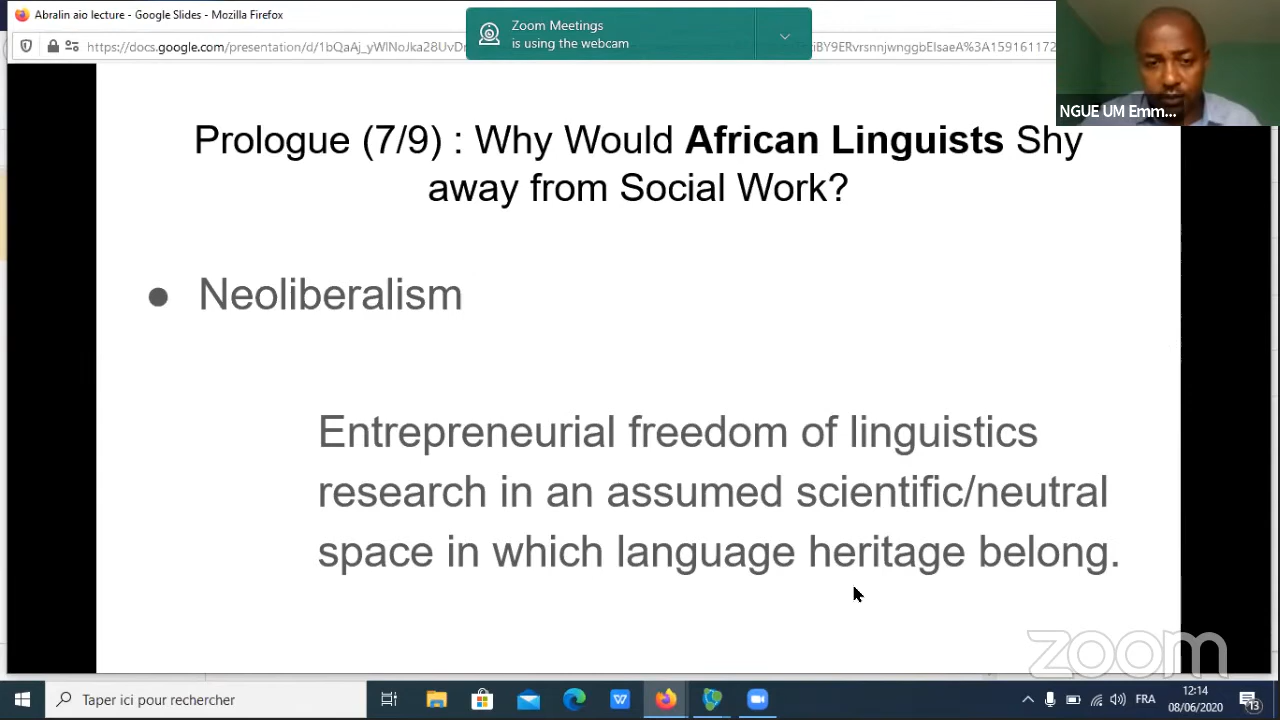 Abralin aio lecture - Google Slides - Mozilla Firefox
Zoom Meetings
is using the webcam
https://docs.google.com/presentation/d/1bQaAj_yWlNoJka28UvD
iBY9ERvrsnnjwnggbElsaeA%3A159161172
NGUE UM Emm...
Prologue (7/9) : Why Would African Linguists Shy
away from Social Work?
● Neoliberalism
Entrepreneurial freedom of linguistics
research in an assumed scientific/neutral
space in which language heritage belong.
zoom
Taper ici pour rechercher
FRA
12:14
08/06/2020
13